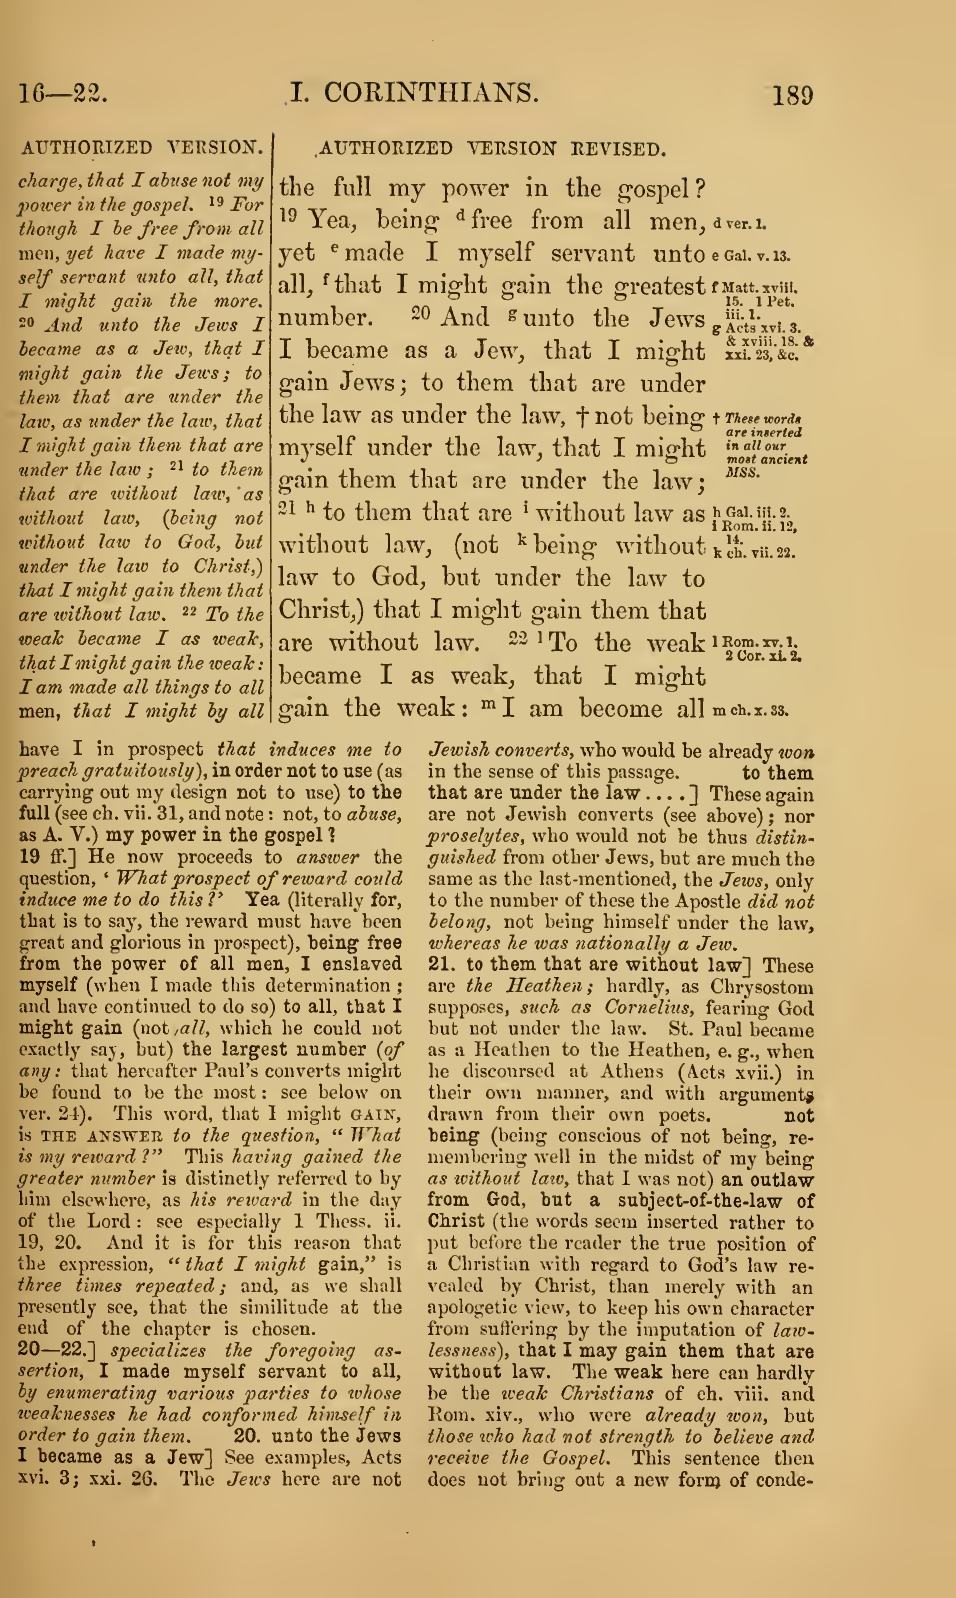 16—22.
I. CORINTHIANS.
189
AUTHORIZED VERSION.
charge, that I abuse not my
power in the gospel. 19 For
though I be free from all
men, yet have I made my-
self servant unto all, that
I might gain the more.
20 And unto the Jews I
became as a Jew, that I
might gain the Jews; to
them that are under the
law, as under the law, that
I might gain them that are
under the law; 21 to them
that are without law, as
without law, (being not
without law to God, but
under the law to Christ,)
that I might gain them that
are without law. 22 To the
weak became I as weak,
that I might gain the weak:
I am made all things to all
men, that I might by all
AUTHORIZED VERSION REVISED.
the full my power in the gospel?
19 Yea, being d free from all men,
yet e made I myself servant unto
all, f that I might gain the greatest
number. 20 And g unto the Jews
I became as a Jew, that I might
gain Jews; to them that are under
the law as under the law, † not being
myself under the law, that I might
gain them that are under the law;
21 h to them that are i without law as
without law, (not k being without
law to God, but under the law to
Christ,) that I might gain them that
are without law. 22 l To the weak
became I as weak, that I might
gain the weak: m I am become all
d ver. 1.
e Gal. v. 13.
f Matt. xviii.
15. 1 Pet.
iii. 1.
g Acts xvi. 3.
& xviii. 18. &
xxi. 23, &c.
† These words
are inserted
in all our
most ancient
MSS.
h Gal. iii. 2.
i Rom. ii. 12,
14.
k ch. vii. 22.
l Rom. xv. 1.
2 Cor. xi. 2.
m ch. x. 33.
have I in prospect that induces me to
preach gratuitously), in order not to use (as
carrying out my design not to use) to the
full (see ch. vii. 31, and note: not, to abuse,
as A. V.) my power in the gospel?
19 ff.] He now proceeds to answer the
question, ‘ What prospect of reward could
induce me to do this?’ Yea (literally for,
that is to say, the reward must have been
great and glorious in prospect), being free
from the power of all men, I enslaved
myself (when I made this determination;
and have continued to do so) to all, that I
might gain (not all, which he could not
exactly say, but) the largest number (of
any: that hereafter Paul's converts might
be found to be the most: see below on
ver. 24). This word, that I might GAIN,
is THE ANSWER to the question, “ What
is my reward?” This having gained the
greater number is distinctly referred to by
him elsewhere, as his reward in the day
of the Lord: see especially 1 Thess. ii.
19, 20. And it is for this reason that
the expression, “that I might gain,” is
three times repeated; and, as we shall
presently see, that the similitude at the
end of the chapter is chosen.
20—22.] specializes the foregoing as-
sertion, I made myself servant to all,
by enumerating various parties to whose
weaknesses he had conformed himself in
order to gain them. 20. unto the Jews
I became as a Jew] See examples, Acts
xvi. 3; xxi. 26. The Jews here are not
Jewish converts, who would be already won
in the sense of this passage. to them
that are under the law . . . .] These again
are not Jewish converts (see above); nor
proselytes, who would not be thus distin-
guished from other Jews, but are much the
same as the last-mentioned, the Jews, only
to the number of these the Apostle did not
belong, not being himself under the law,
whereas he was nationally a Jew.
21. to them that are without law] These
are the Heathen; hardly, as Chrysostom
supposes, such as Cornelius, fearing God
but not under the law. St. Paul became
as a Heathen to the Heathen, e. g., when
he discoursed at Athens (Acts xvii.) in
their own manner, and with arguments
drawn from their own poets. not
being (being conscious of not being, re-
membering well in the midst of my being
as without law, that I was not) an outlaw
from God, but a subject-of-the-law of
Christ (the words seem inserted rather to
put before the reader the true position of
a Christian with regard to God's law re-
vealed by Christ, than merely with an
apologetic view, to keep his own character
from suffering by the imputation of law-
lessness), that I may gain them that are
without law. The weak here can hardly
be the weak Christians of ch. viii. and
Rom. xiv., who were already won, but
those who had not strength to believe and
receive the Gospel. This sentence then
does not bring out a new form of conde-